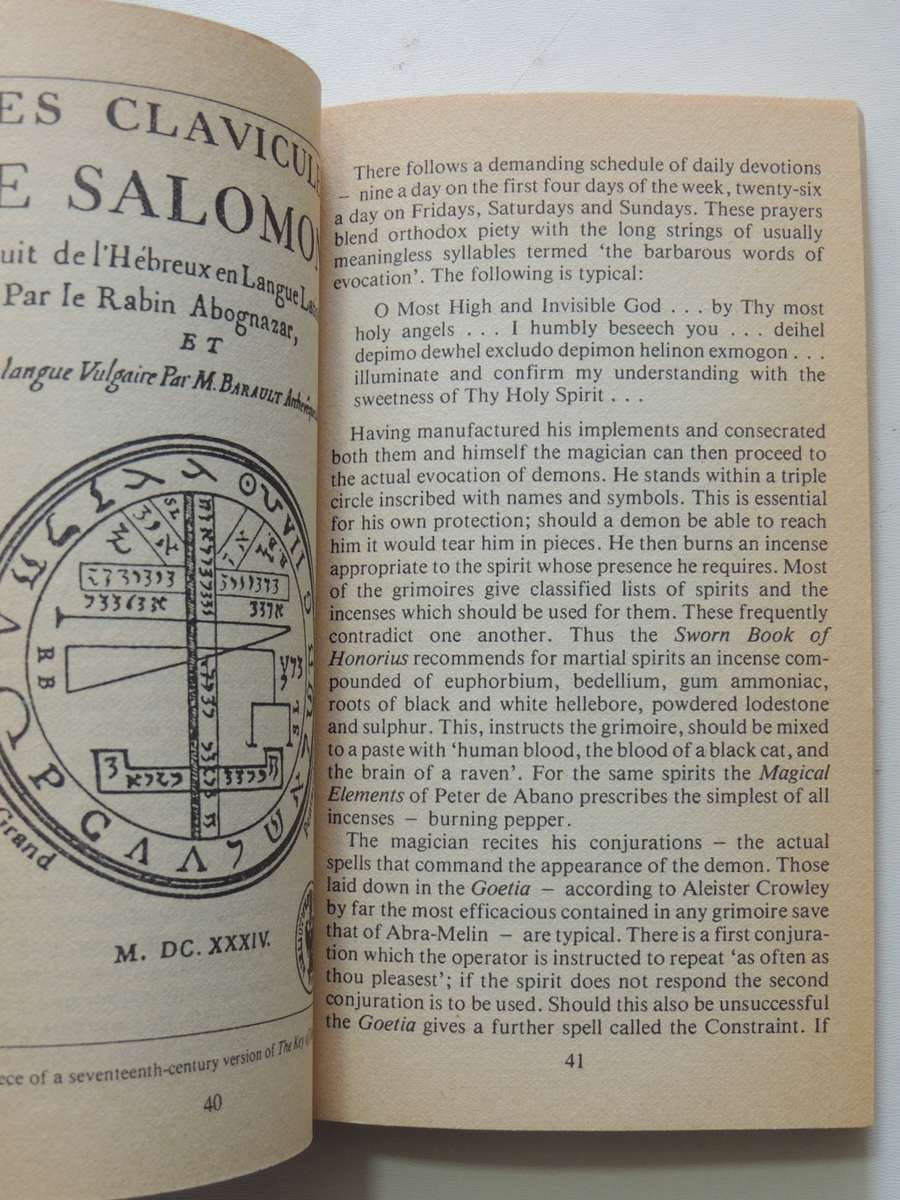 ES CLAVICUL
E SALOMO
uit de l'Hébreux en Langue
Par Ie Rabin Abognazar,
ET
langue Vulgaire Par M. BARAULT
Grand
M. DC. XXXIV.
ece of a seventeenth-century version of The Key
40
There follows a demanding schedule of daily devotions
– nine a day on the first four days of the week, twenty-six
a day on Fridays, Saturdays and Sundays. These prayers
blend orthodox piety with the long strings of usually
meaningless syllables termed ‘the barbarous words of
evocation’. The following is typical:
O Most High and Invisible God . . . by Thy most
holy angels . . . I humbly beseech you . . . deihel
depimo dewhel excludo depimon helinon exmogon . . .
illuminate and confirm my understanding with the
sweetness of Thy Holy Spirit . . .
Having manufactured his implements and consecrated
both them and himself the magician can then proceed to
the actual evocation of demons. He stands within a triple
circle inscribed with names and symbols. This is essential
for his own protection; should a demon be able to reach
him it would tear him in pieces. He then burns an incense
appropriate to the spirit whose presence he requires. Most
of the grimoires give classified lists of spirits and the
incenses which should be used for them. These frequently
contradict one another. Thus the Sworn Book of
Honorius recommends for martial spirits an incense com-
pounded of euphorbium, bedellium, gum ammoniac,
roots of black and white hellebore, powdered lodestone
and sulphur. This, instructs the grimoire, should be mixed
to a paste with ‘human blood, the blood of a black cat, and
the brain of a raven’. For the same spirits the Magical
Elements of Peter de Abano prescribes the simplest of all
incenses – burning pepper.
The magician recites his conjurations – the actual
spells that command the appearance of the demon. Those
laid down in the Goetia – according to Aleister Crowley
by far the most efficacious contained in any grimoire save
that of Abra-Melin – are typical. There is a first conjura-
tion which the operator is instructed to repeat ‘as often as
thou pleasest’; if the spirit does not respond the second
conjuration is to be used. Should this also be unsuccessful
the Goetia gives a further spell called the Constraint. If
41